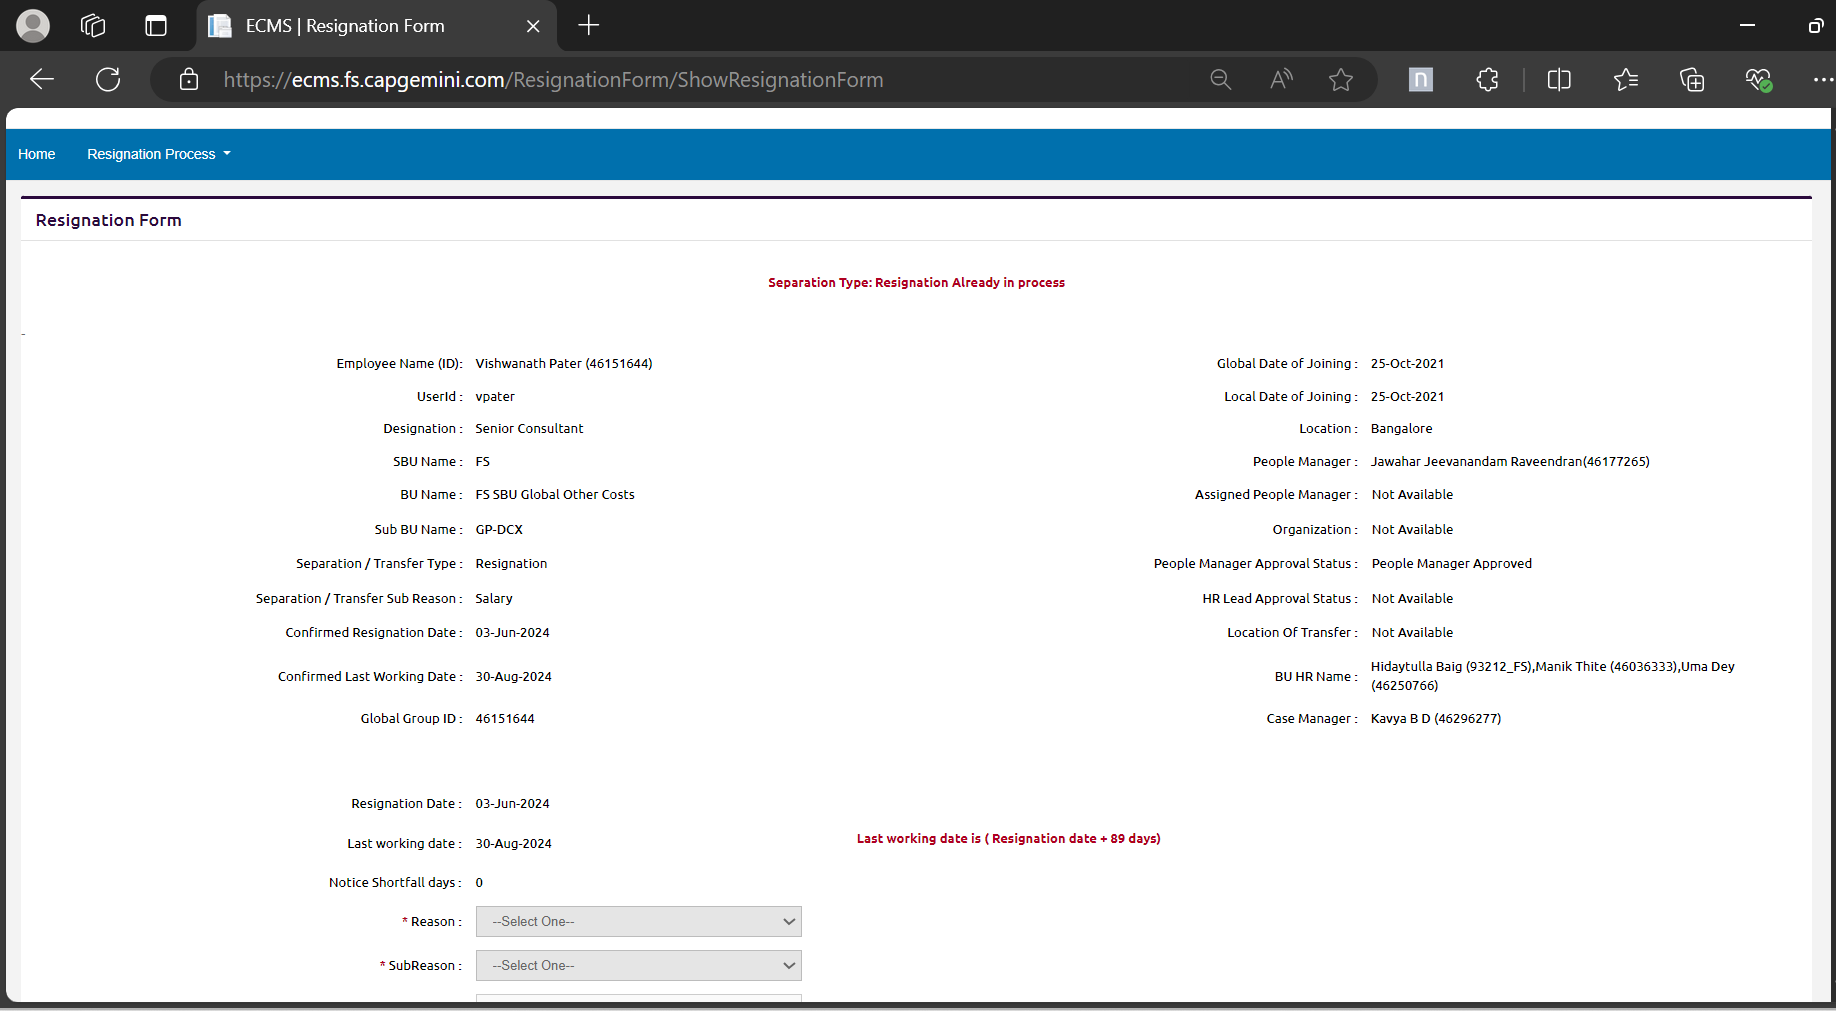 ECMS | Resignation Form
https://ecms.fs.capgemini.com/ResignationForm/ShowResignationForm
Home
Resignation Process
Resignation Form
Separation Type: Resignation Already in process
-
Employee Name (ID): Vishwanath Pater (46151644)
Global Date of Joining : 25-Oct-2021
UserId : vpater
Local Date of Joining : 25-Oct-2021
Designation : Senior Consultant
Location : Bangalore
SBU Name : FS
People Manager : Jawahar Jeevanandam Raveendran(46177265)
BU Name : FS SBU Global Other Costs
Assigned People Manager : Not Available
Sub BU Name : GP-DCX
Organization : Not Available
Separation / Transfer Type : Resignation
People Manager Approval Status : People Manager Approved
Separation / Transfer Sub Reason : Salary
HR Lead Approval Status : Not Available
Confirmed Resignation Date : 03-Jun-2024
Location Of Transfer : Not Available
Confirmed Last Working Date : 30-Aug-2024
BU HR Name : Hidaytulla Baig (93212_FS),Manik Thite (46036333),Uma Dey
(46250766)
Global Group ID : 46151644
Case Manager : Kavya B D (46296277)
Resignation Date : 03-Jun-2024
Last working date : 30-Aug-2024
Last working date is ( Resignation date + 89 days)
Notice Shortfall days : 0
* Reason : --Select One--
* SubReason : --Select One--